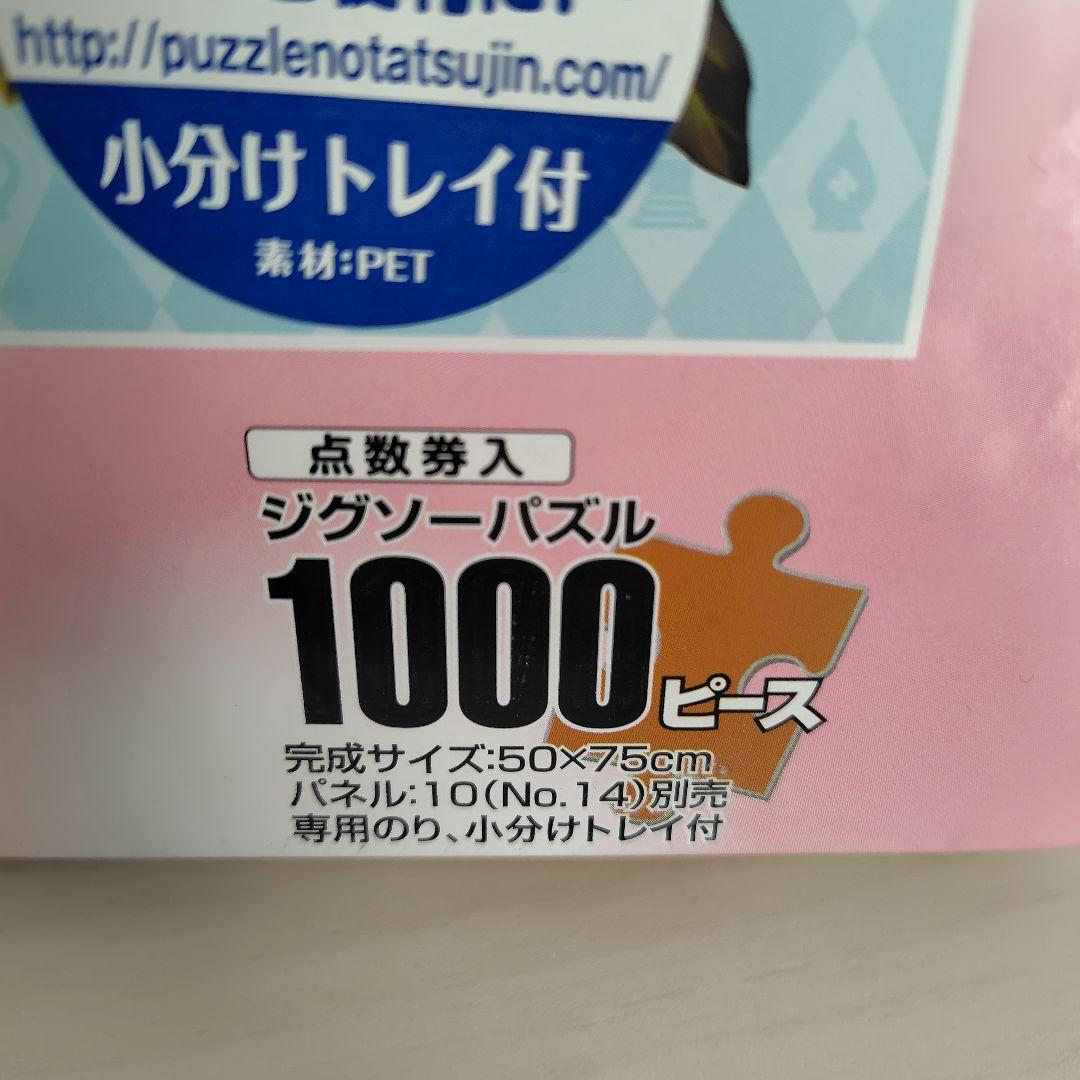 http://puzzlenotatsujin.com/
小分けトレイ付
素材:PET
点数券入
ジグソーパズル
1000ピース
完成サイズ:50×75cm
パネル:10(No.14)別売
専用のり、小分けトレイ付